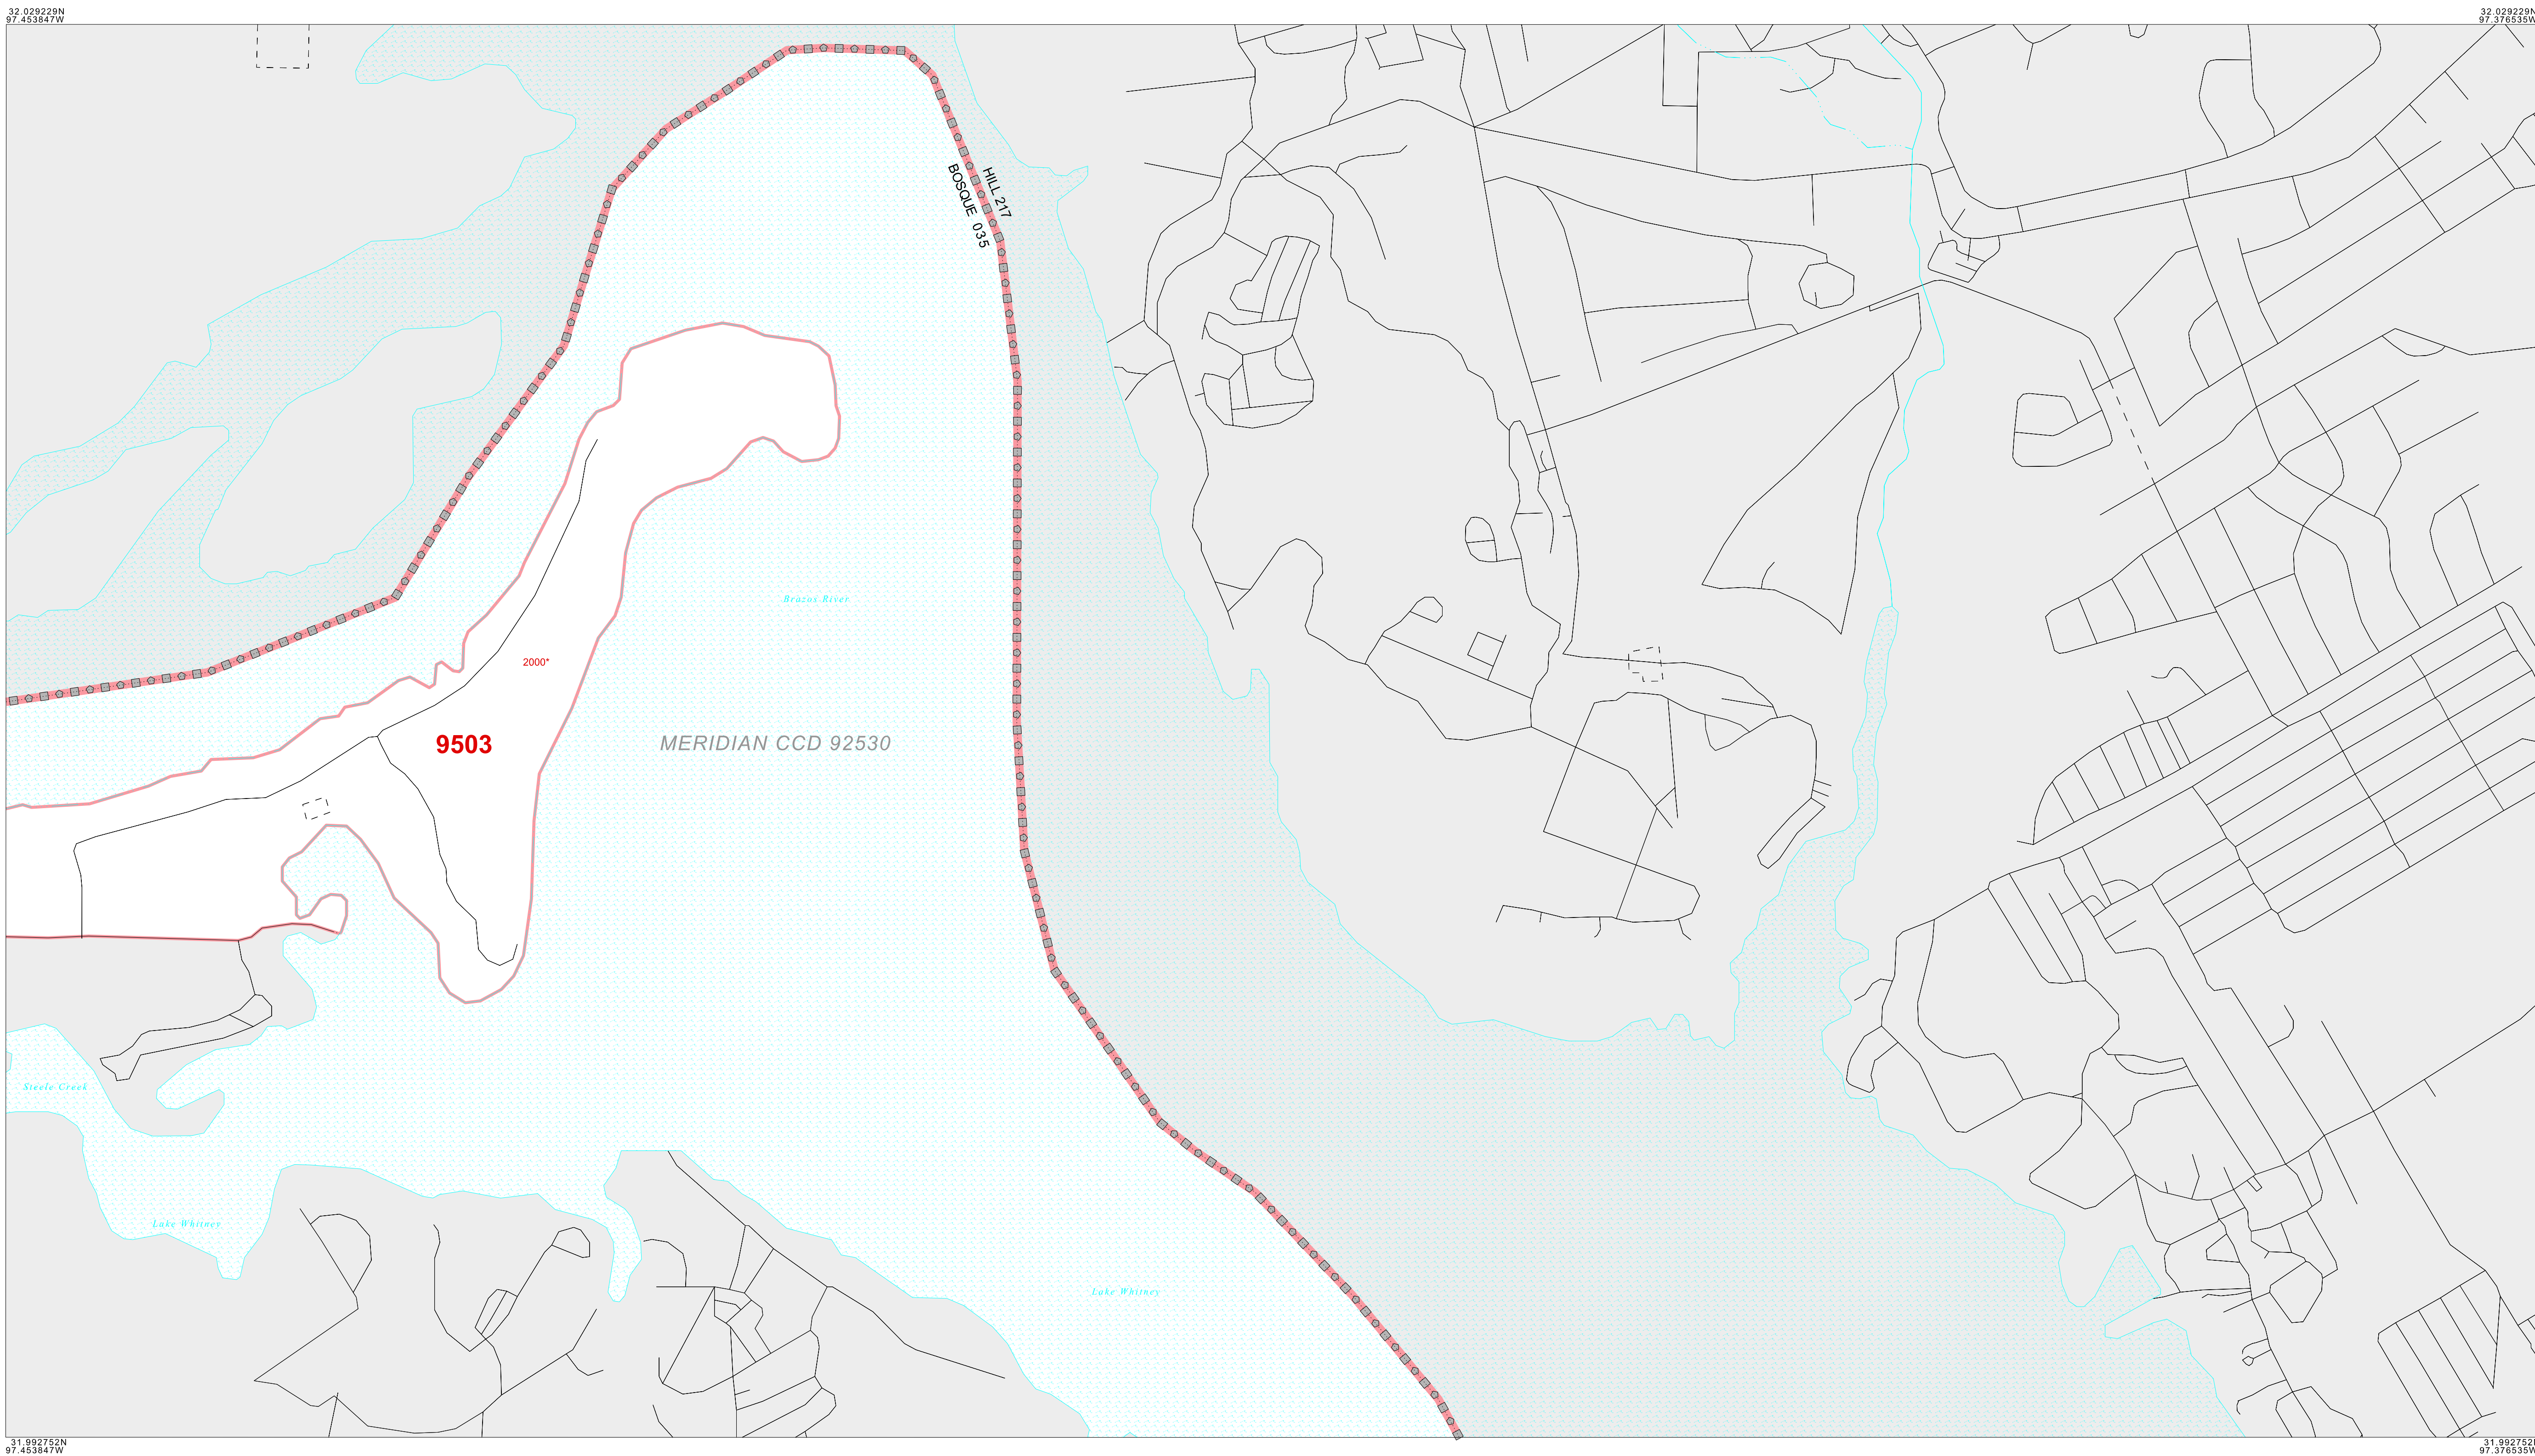 32.029229N
97.453847W
32.029229N
97.376535W
HILL 217
BOSQUE 035
Brazos River
2000*
9503
MERIDIAN CCD 92530
Steele Creek
Lake Whitney
Lake Whitney
31.992752N
97.453847W
31.992752N
97.376535W